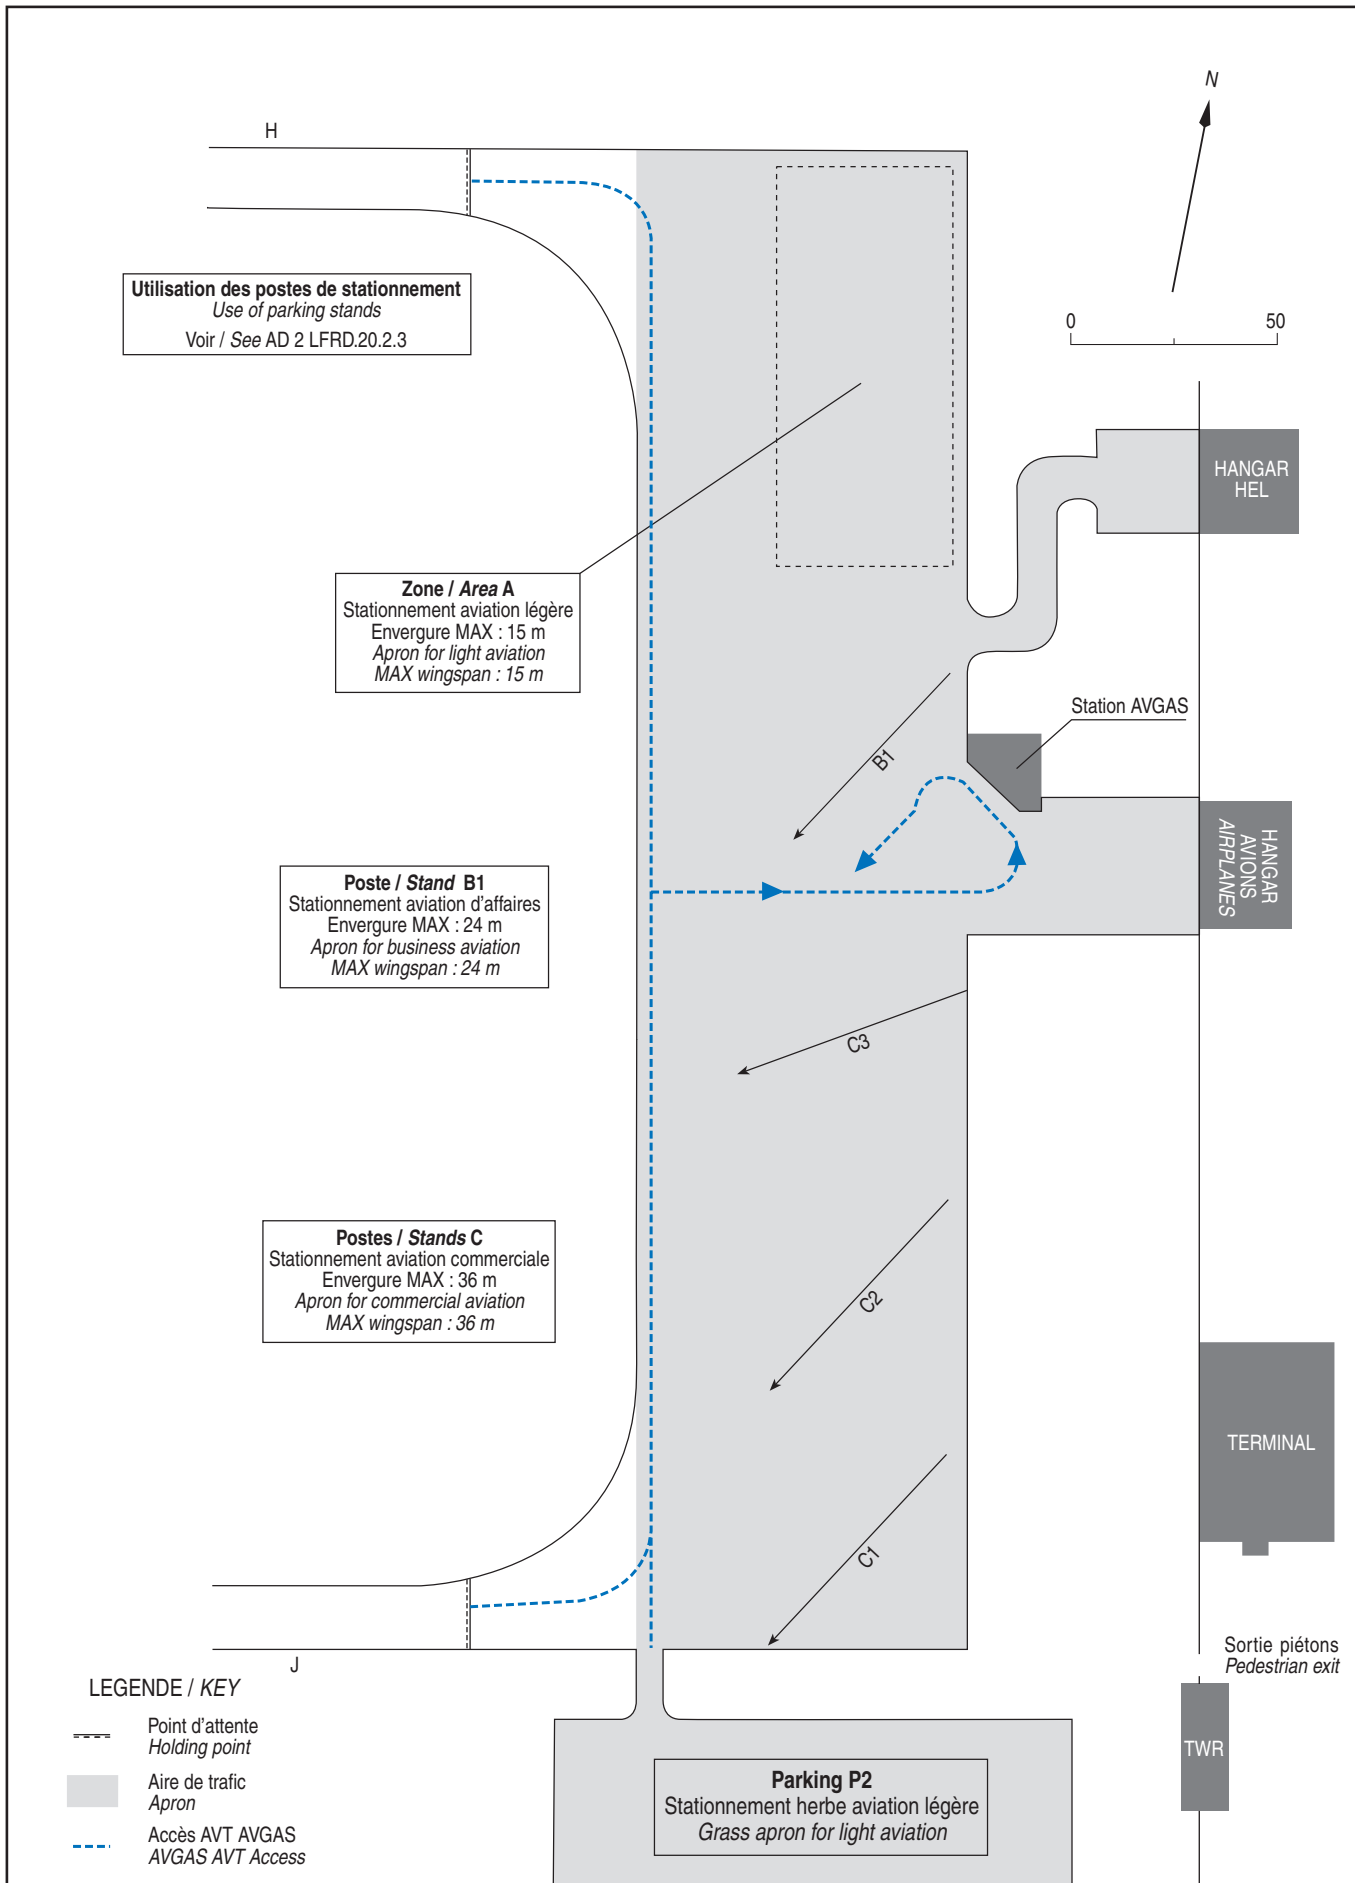 N
H
Utilisation des postes de stationnement
Use of parking stands
Voir / See AD 2 LFRD.20.2.3
0 50
HANGAR
HEL
Zone / Area A
Stationnement aviation légère
Envergure MAX : 15 m
Apron for light aviation
MAX wingspan : 15 m
Station AVGAS
B1
HANGAR
AVIONS
AIRPLANES
Poste / Stand B1
Stationnement aviation d'affaires
Envergure MAX : 24 m
Apron for business aviation
MAX wingspan : 24 m
C3
Postes / Stands C
Stationnement aviation commerciale
Envergure MAX : 36 m
Apron for commercial aviation
MAX wingspan : 36 m
C2
TERMINAL
C1
Sortie piétons
Pedestrian exit
J
LEGENDE / KEY
Point d'attente
Holding point
Aire de trafic
Apron
Accès AVT AVGAS
AVGAS AVT Access
TWR
Parking P2
Stationnement herbe aviation légère
Grass apron for light aviation